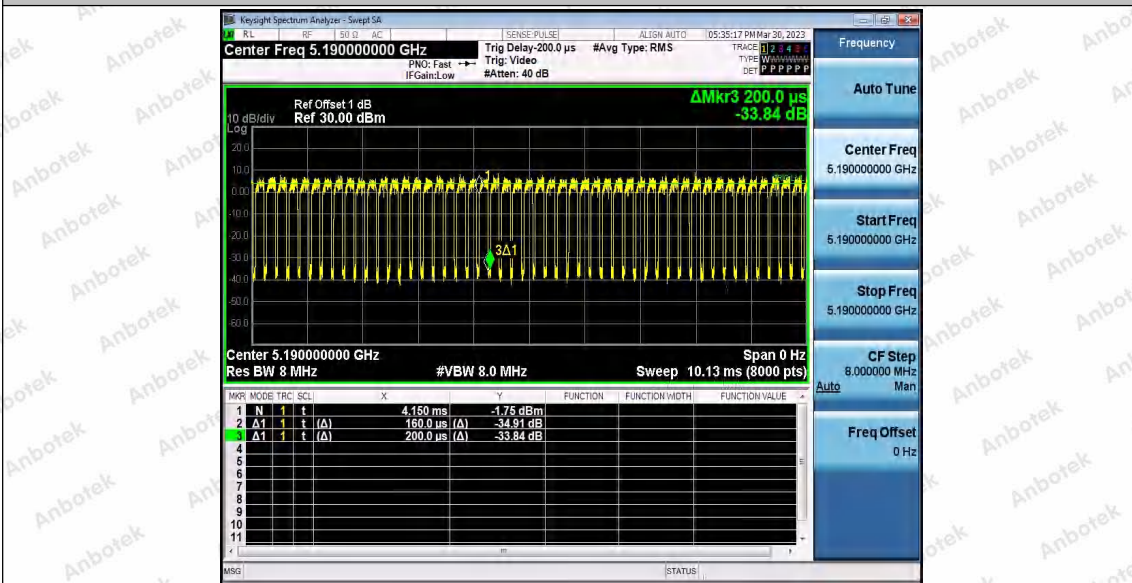 Keysight Spectrum Analyzer - Swept SA
RL RF 50 Ω AC SENSE:PULSE ALIGN AUTO 05:35:17 PM Mar 30, 2023
Center Freq 5.190000000 GHz
PNO: Fast
IFGain:Low
Trig Delay-200.0 µs
Trig: Video
#Atten: 40 dB
#Avg Type: RMS
TRACE 1 2 3 4 5 6
TYPE WWWWWW
DET P P P P P P
ΔMkr3 200.0 µs
-33.84 dB
Ref Offset 1 dB
10 dB/div Ref 30.00 dBm
Log
20.0
10.0
0.00
-10.0
-20.0
-30.0
-40.0
-50.0
-60.0
1
3Δ1
Center 5.190000000 GHz Span 0 Hz
Res BW 8 MHz #VBW 8.0 MHz Sweep 10.13 ms (8000 pts)
MKR MODE TRC SCL X Y FUNCTION FUNCTION WIDTH FUNCTION VALUE
1 N 1 t 4.150 ms -1.75 dBm
2 Δ1 1 t (Δ) 160.0 µs (Δ) -34.91 dB
3 Δ1 1 t (Δ) 200.0 µs (Δ) -33.84 dB
4
5
6
7
8
9
10
11
MSG STATUS
Frequency
Auto Tune
Center Freq
5.190000000 GHz
Start Freq
5.190000000 GHz
Stop Freq
5.190000000 GHz
CF Step
8.000000 MHz
Auto Man
Freq Offset
0 Hz
Anbotek